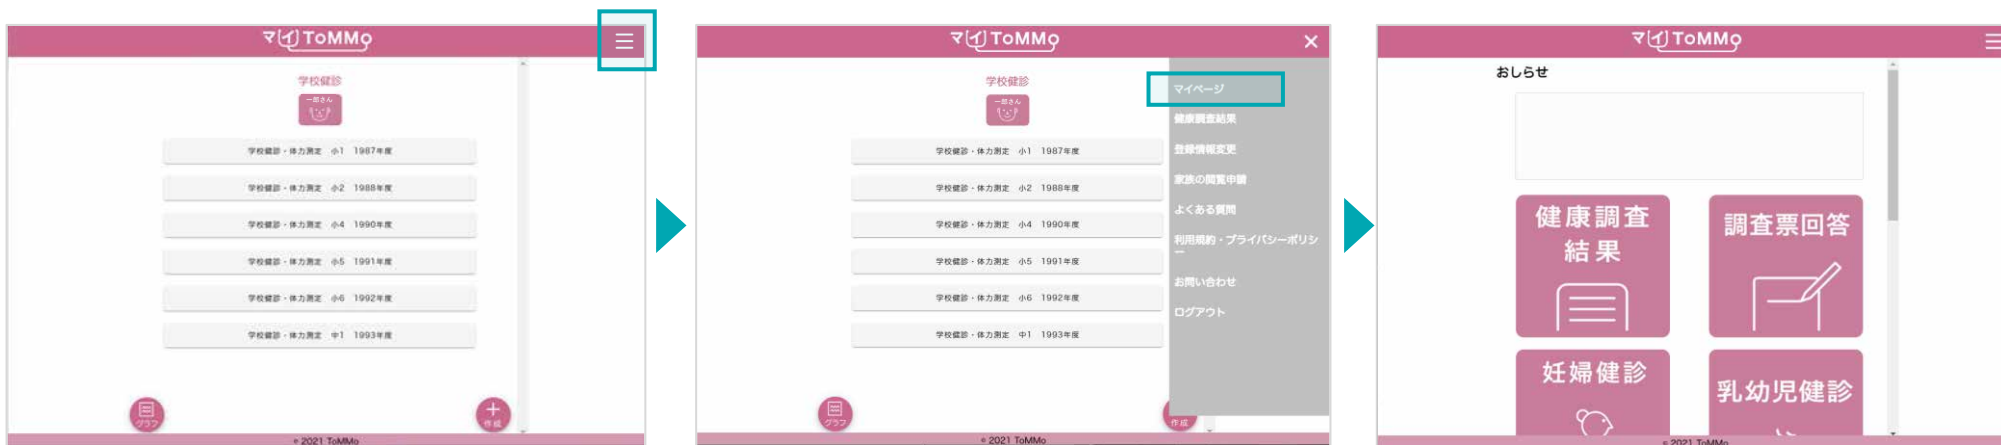 マイToMMo
学校健診
一郎さん
学校健診・体力測定 小1 1987年度
学校健診・体力測定 小2 1988年度
学校健診・体力測定 小4 1990年度
学校健診・体力測定 小5 1991年度
学校健診・体力測定 小6 1992年度
学校健診・体力測定 中1 1993年度
グラフ
作成
© 2021 ToMMo
マイToMMo
学校健診
一郎さん
学校健診・体力測定 小1 1987年度
学校健診・体力測定 小2 1988年度
学校健診・体力測定 小4 1990年度
学校健診・体力測定 小5 1991年度
学校健診・体力測定 小6 1992年度
学校健診・体力測定 中1 1993年度
マイページ
健康調査結果
登録情報変更
家族の閲覧申請
よくある質問
利用規約・プライバシーポリシ
ー
お問い合わせ
ログアウト
グラフ
作成
© 2021 ToMMo
マイToMMo
おしらせ
健康調査
結果
調査票回答
妊婦健診
乳幼児健診
© 2021 ToMMo